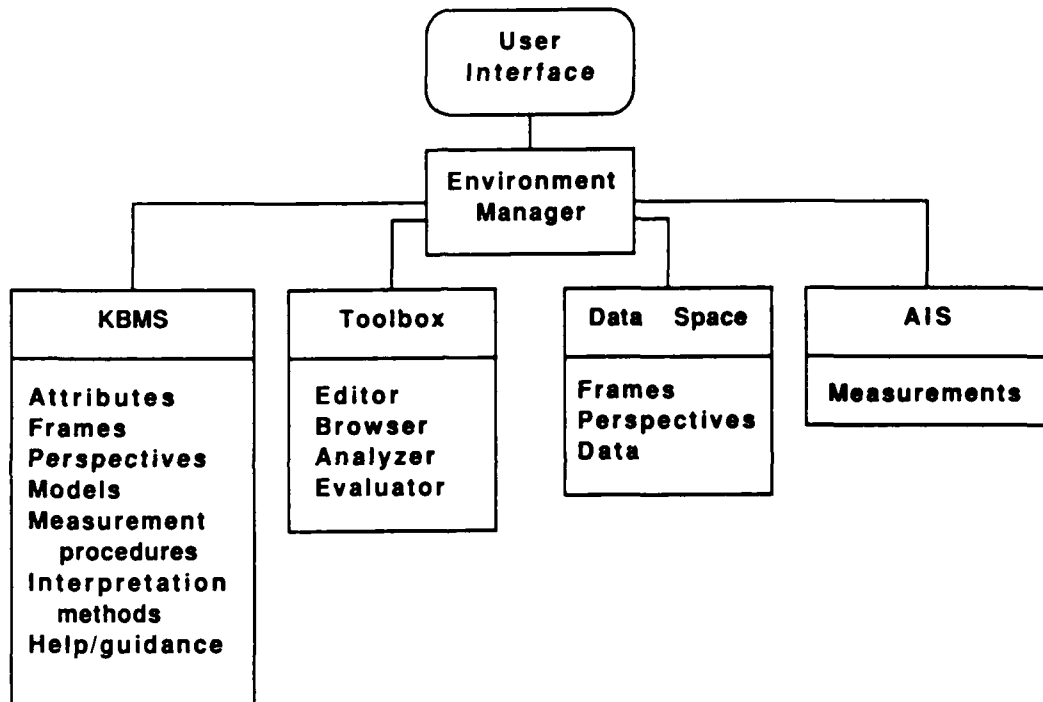 User
Interface
Environment
Manager
KBMS
Attributes
Frames
Perspectives
Models
Measurement
procedures
Interpretation
methods
Help/guidance
Toolbox
Editor
Browser
Analyzer
Evaluator
Data Space
Frames
Perspectives
Data
AIS
Measurements